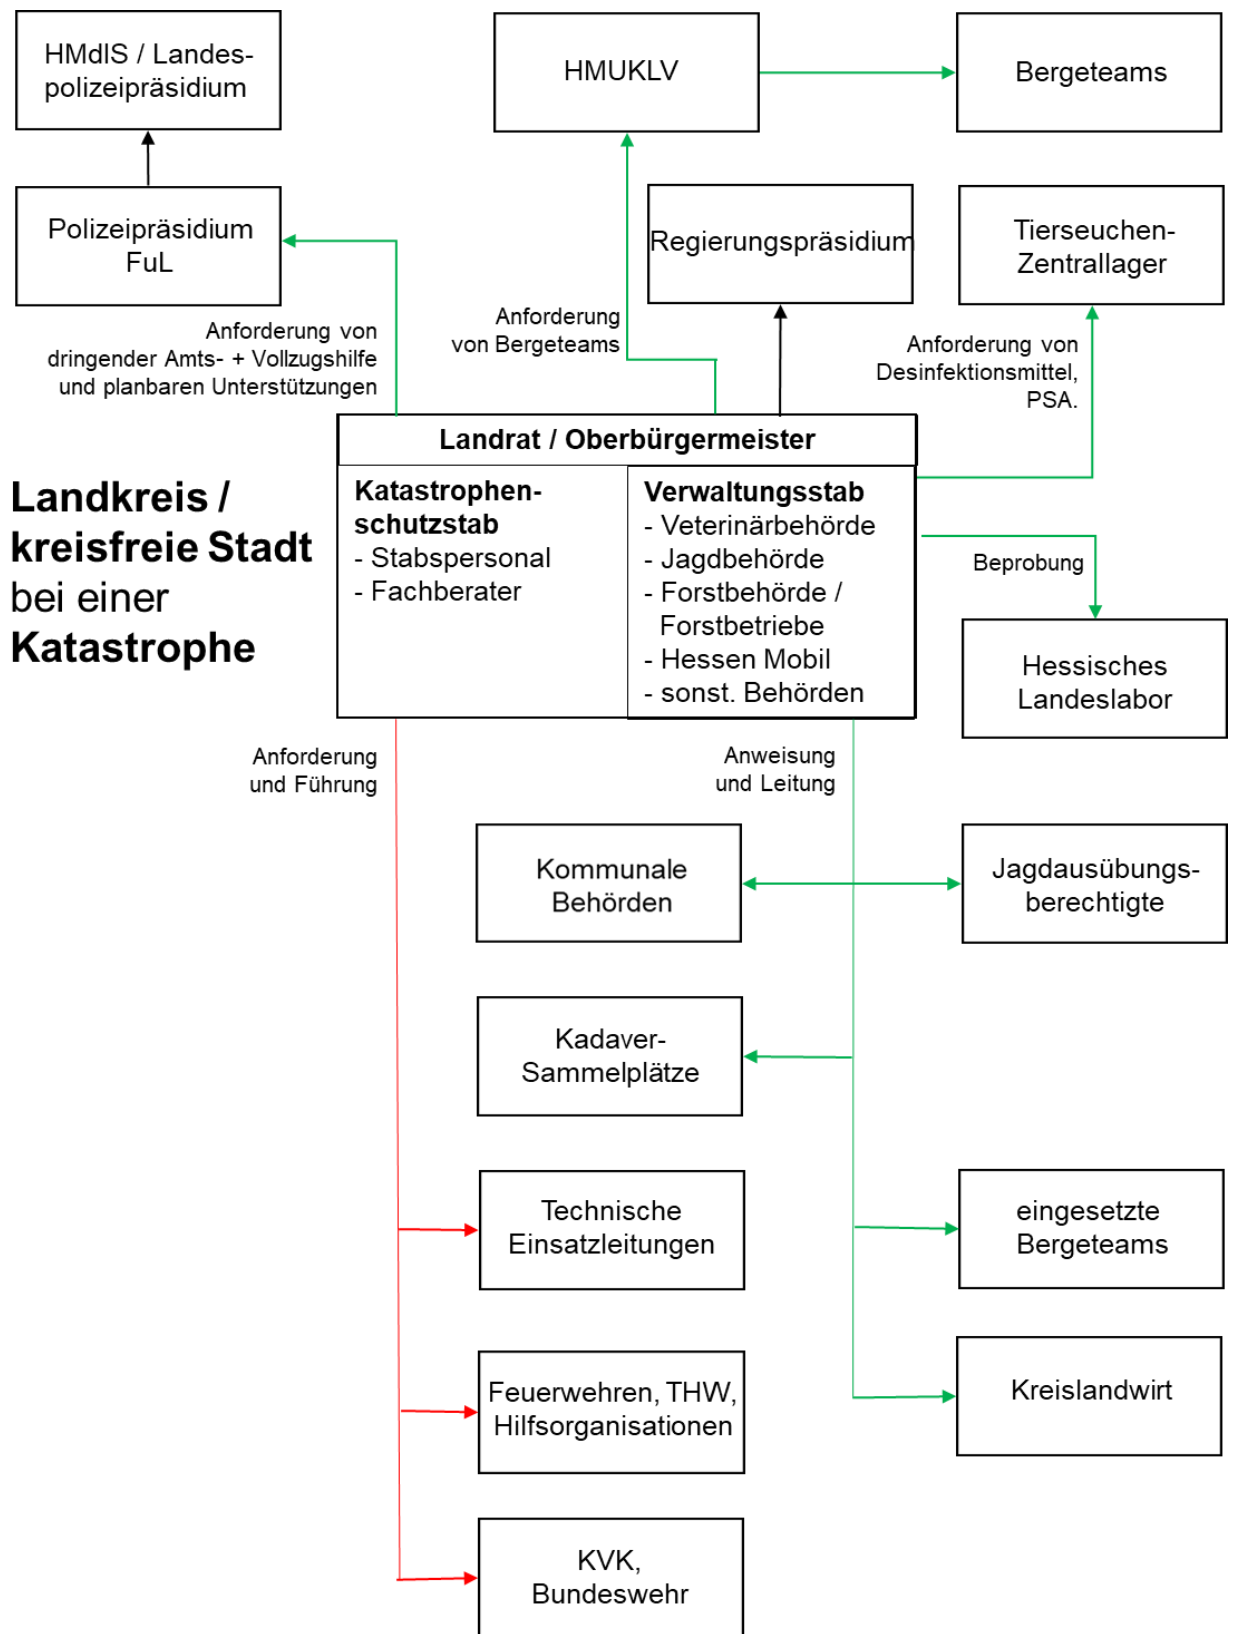 HMdIS / Landes-
polizeipräsidium
HMUKLV
Bergeteams
Polizeipräsidium
FuL
Regierungspräsidium
Tierseuchen-
Zentrallager
Anforderung von
dringender Amts- + Vollzugshilfe
und planbaren Unterstützungen
Anforderung
von Bergeteams
Anforderung von
Desinfektionsmittel,
PSA.
Landrat / Oberbürgermeister
Landkreis /
kreisfreie Stadt
bei einer
Katastrophe
Katastrophen-
schutzstab
- Stabspersonal
- Fachberater
Verwaltungsstab
- Veterinärbehörde
- Jagdbehörde
- Forstbehörde /
Forstbetriebe
- Hessen Mobil
- sonst. Behörden
Beprobung
Hessisches
Landeslabor
Anforderung
und Führung
Anweisung
und Leitung
Kommunale
Behörden
Jagdausübungs-
berechtigte
Kadaver-
Sammelplätze
Technische
Einsatzleitungen
eingesetzte
Bergeteams
Feuerwehren, THW,
Hilfsorganisationen
Kreislandwirt
KVK,
Bundeswehr